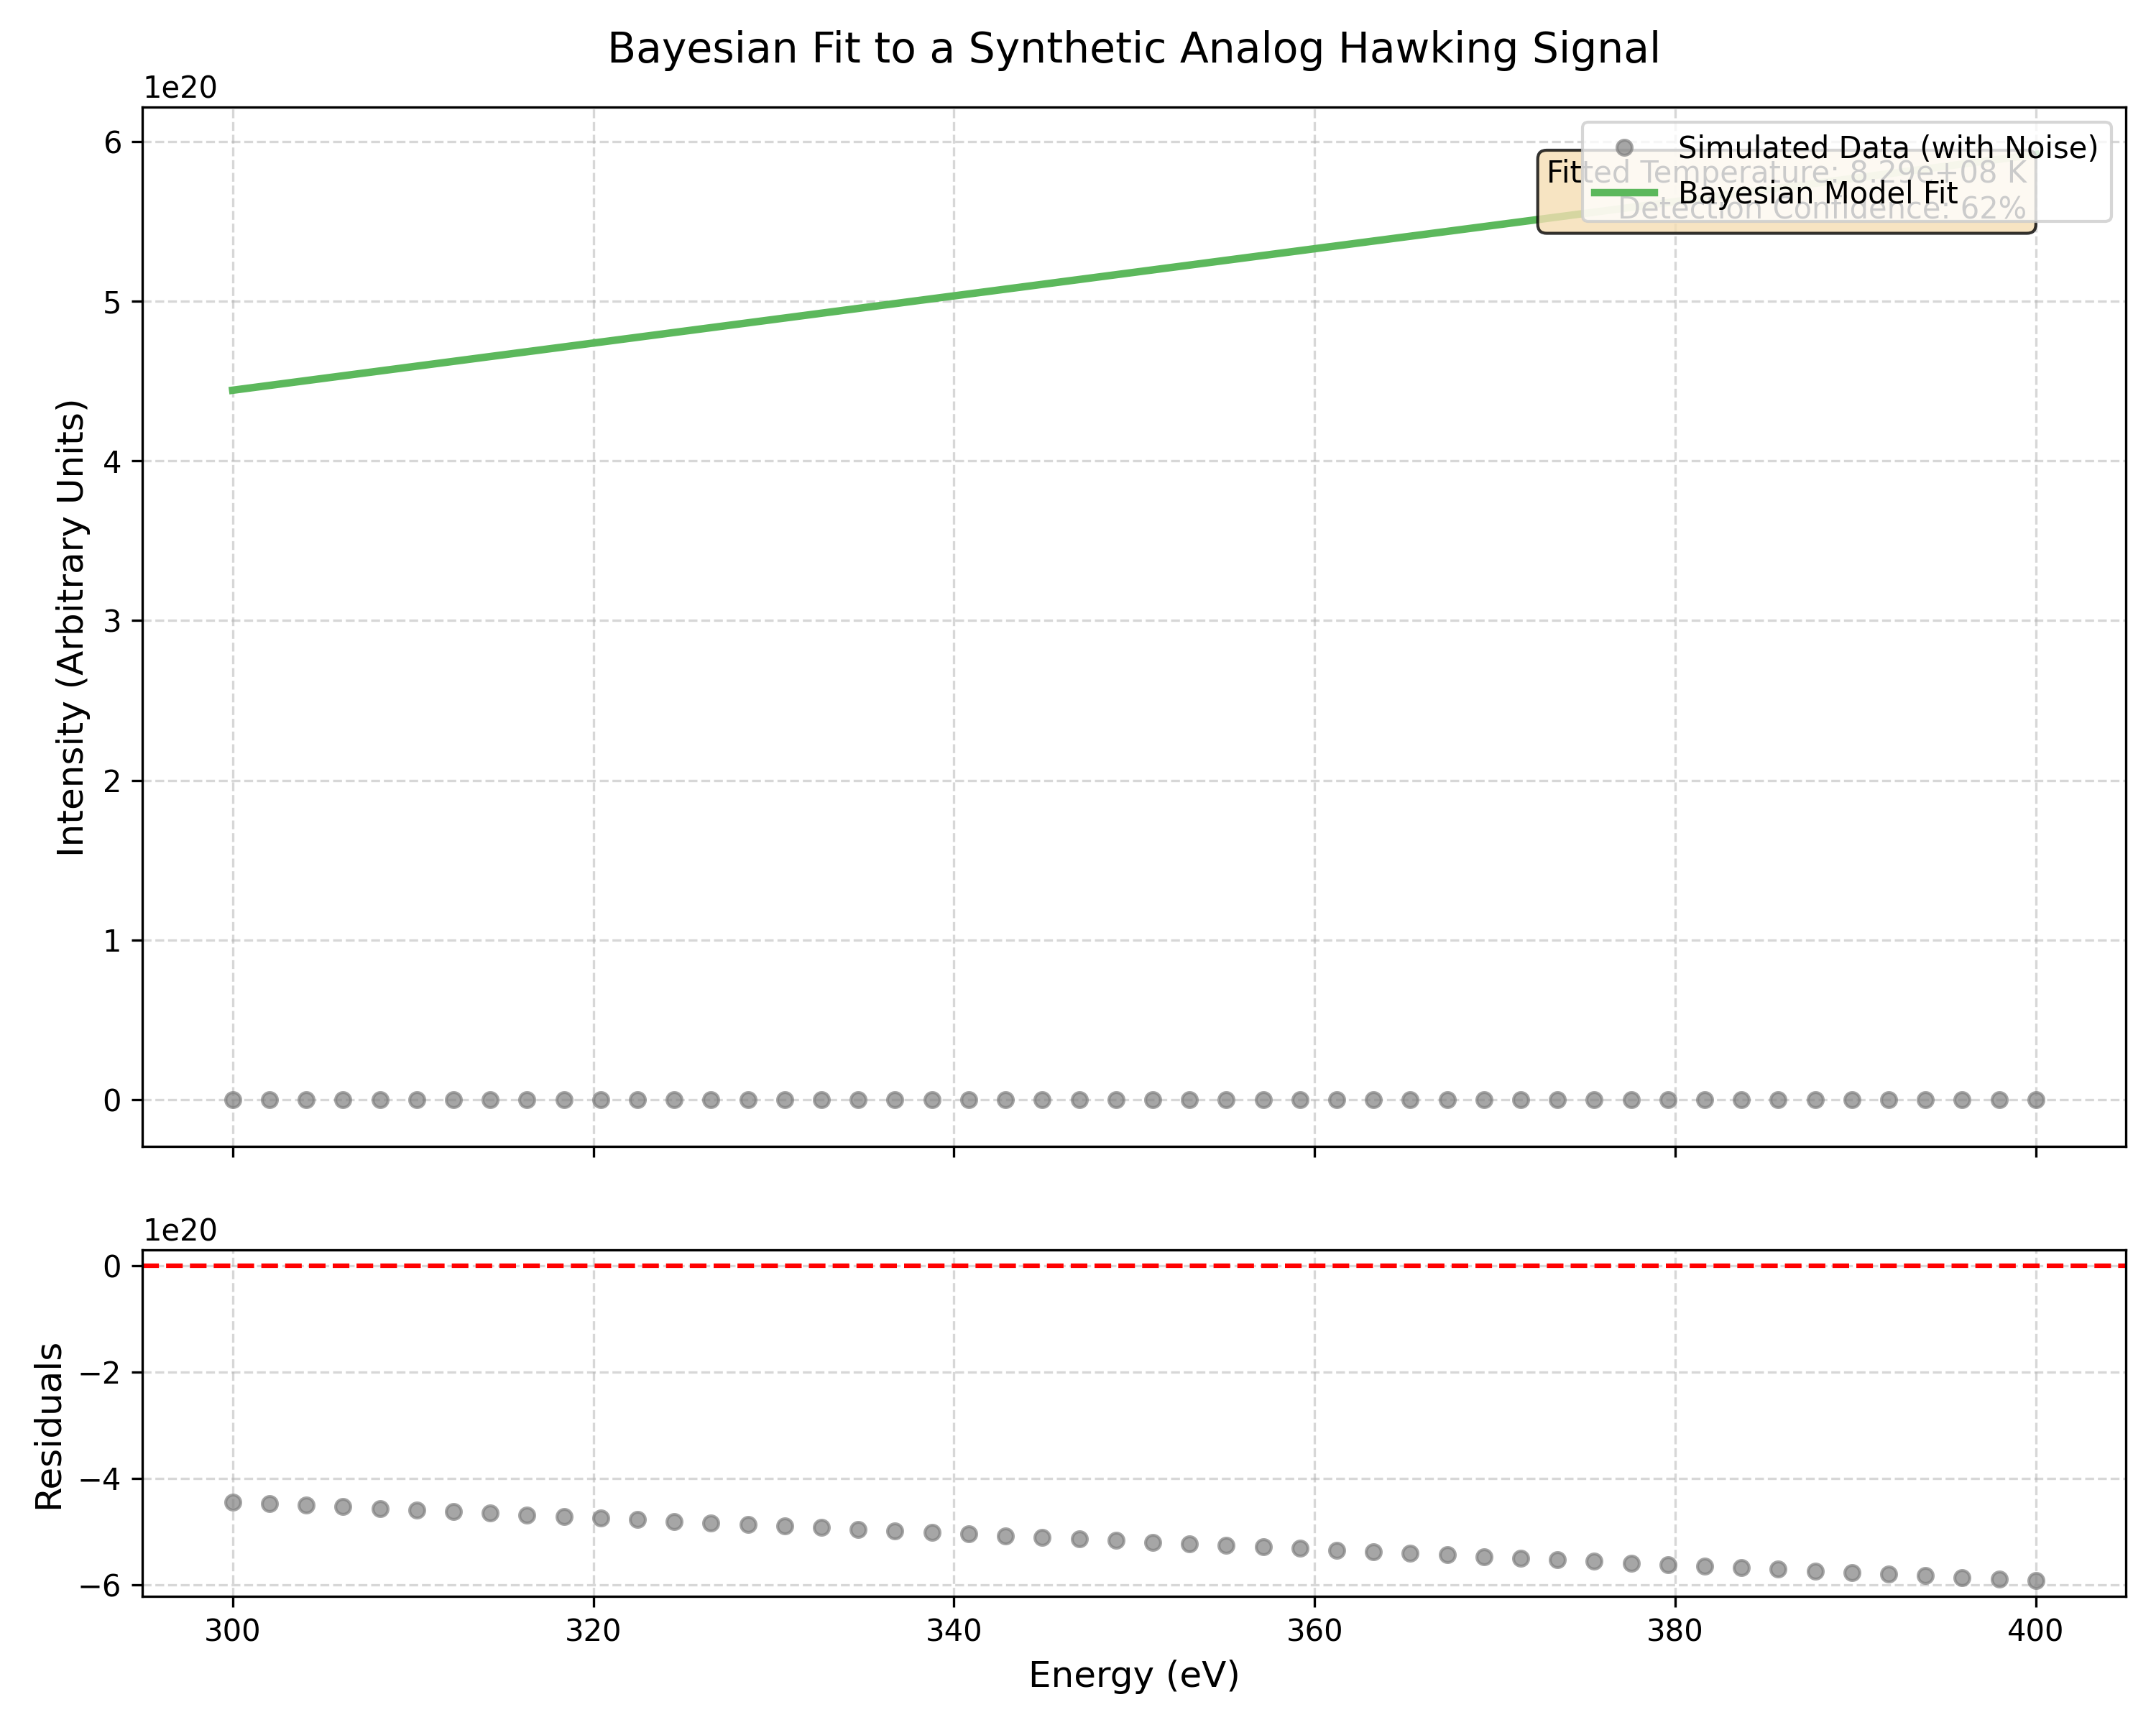 Bayesian Fit to a Synthetic Analog Hawking Signal
1e20
Intensity (Arbitrary Units)
6
5
4
3
2
1
0
Simulated Data (with Noise)
Bayesian Model Fit
Fitted Temperature: 8.29e+08 K
Detection Confidence: 62%
1e20
Residuals
0
−2
−4
−6
300 320 340 360 380 400
Energy (eV)